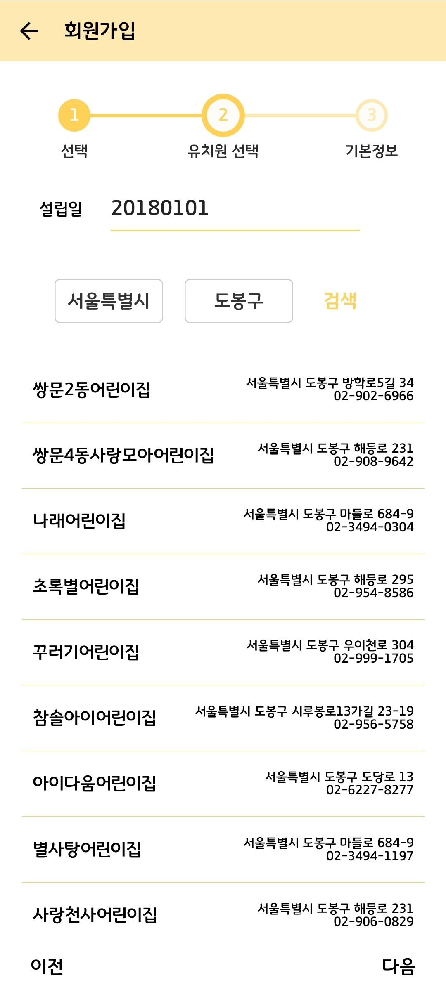 회원가입
1
2
3
선택
유치원 선택
기본정보
설립일
20180101
서울특별시
도봉구
검색
쌍문2동어린이집
서울특별시 도봉구 방학로5길 34
02-902-6966
쌍문4동사랑모아어린이집
서울특별시 도봉구 해등로 231
02-908-9642
나래어린이집
서울특별시 도봉구 마들로 684-9
02-3494-0304
초록별어린이집
서울특별시 도봉구 해등로 295
02-954-8586
꾸러기어린이집
서울특별시 도봉구 우이천로 304
02-999-1705
참솔아이어린이집
서울특별시 도봉구 시루봉로13가길 23-19
02-956-5758
아이다움어린이집
서울특별시 도봉구 도당로 13
02-6227-8277
별사탕어린이집
서울특별시 도봉구 마들로 684-9
02-3494-1197
사랑천사어린이집
서울특별시 도봉구 해등로 231
02-906-0829
이전
다음